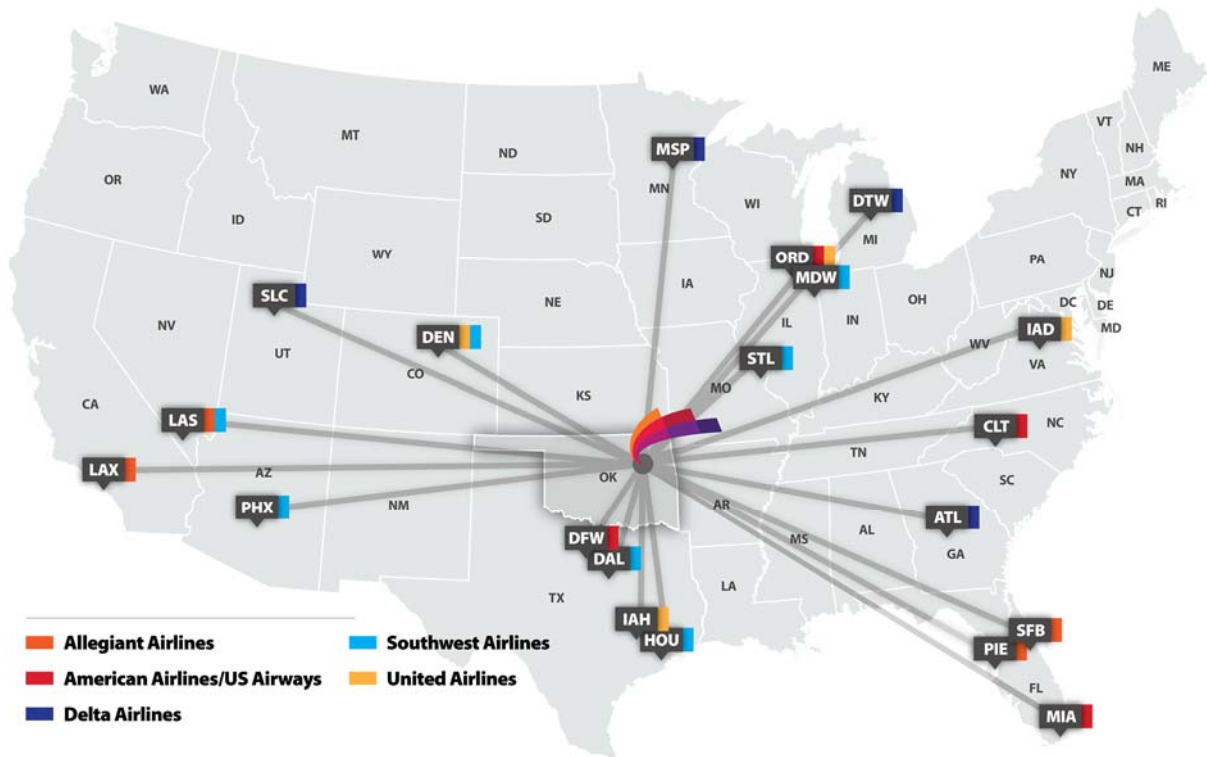 WA
ME
MT
ND
VT
MSP
NH
MN
OR
NY
MA
WI
DTW
CT
RI
ID
SD
MI
WY
ORD
PA
MDW
NJ
IA
OH
SLC
NE
DC
DE
IL
IN
MD
NV
DEN
IAD
WV
UT
STL
VA
CO
MO
KS
KY
CA
LAS
CLT
NC
TN
LAX
AZ
OK
SC
NM
AR
PHX
ATL
AL
MS
DFW
GA
DAL
LA
TX
IAH
HOU
SFB
PIE
FL
MIA
Allegiant Airlines
Southwest Airlines
American Airlines/US Airways
United Airlines
Delta Airlines